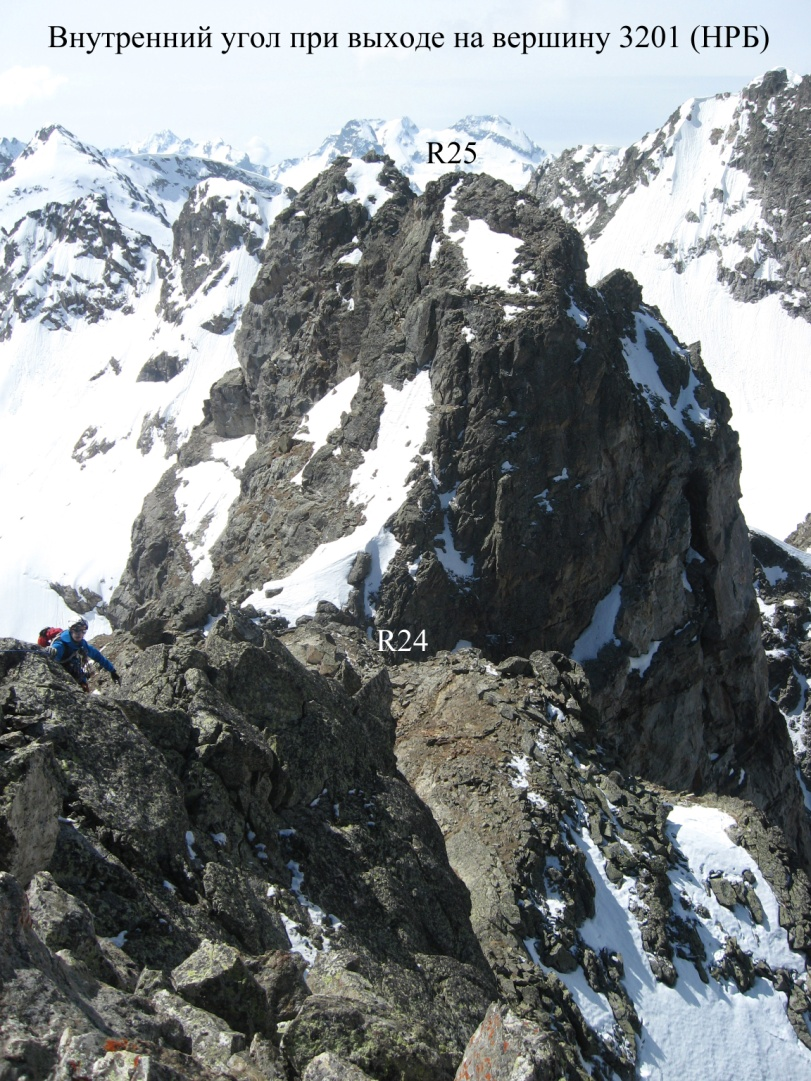 Внутренний угол при выходе на вершину 3201 (НРБ)
R25
R24